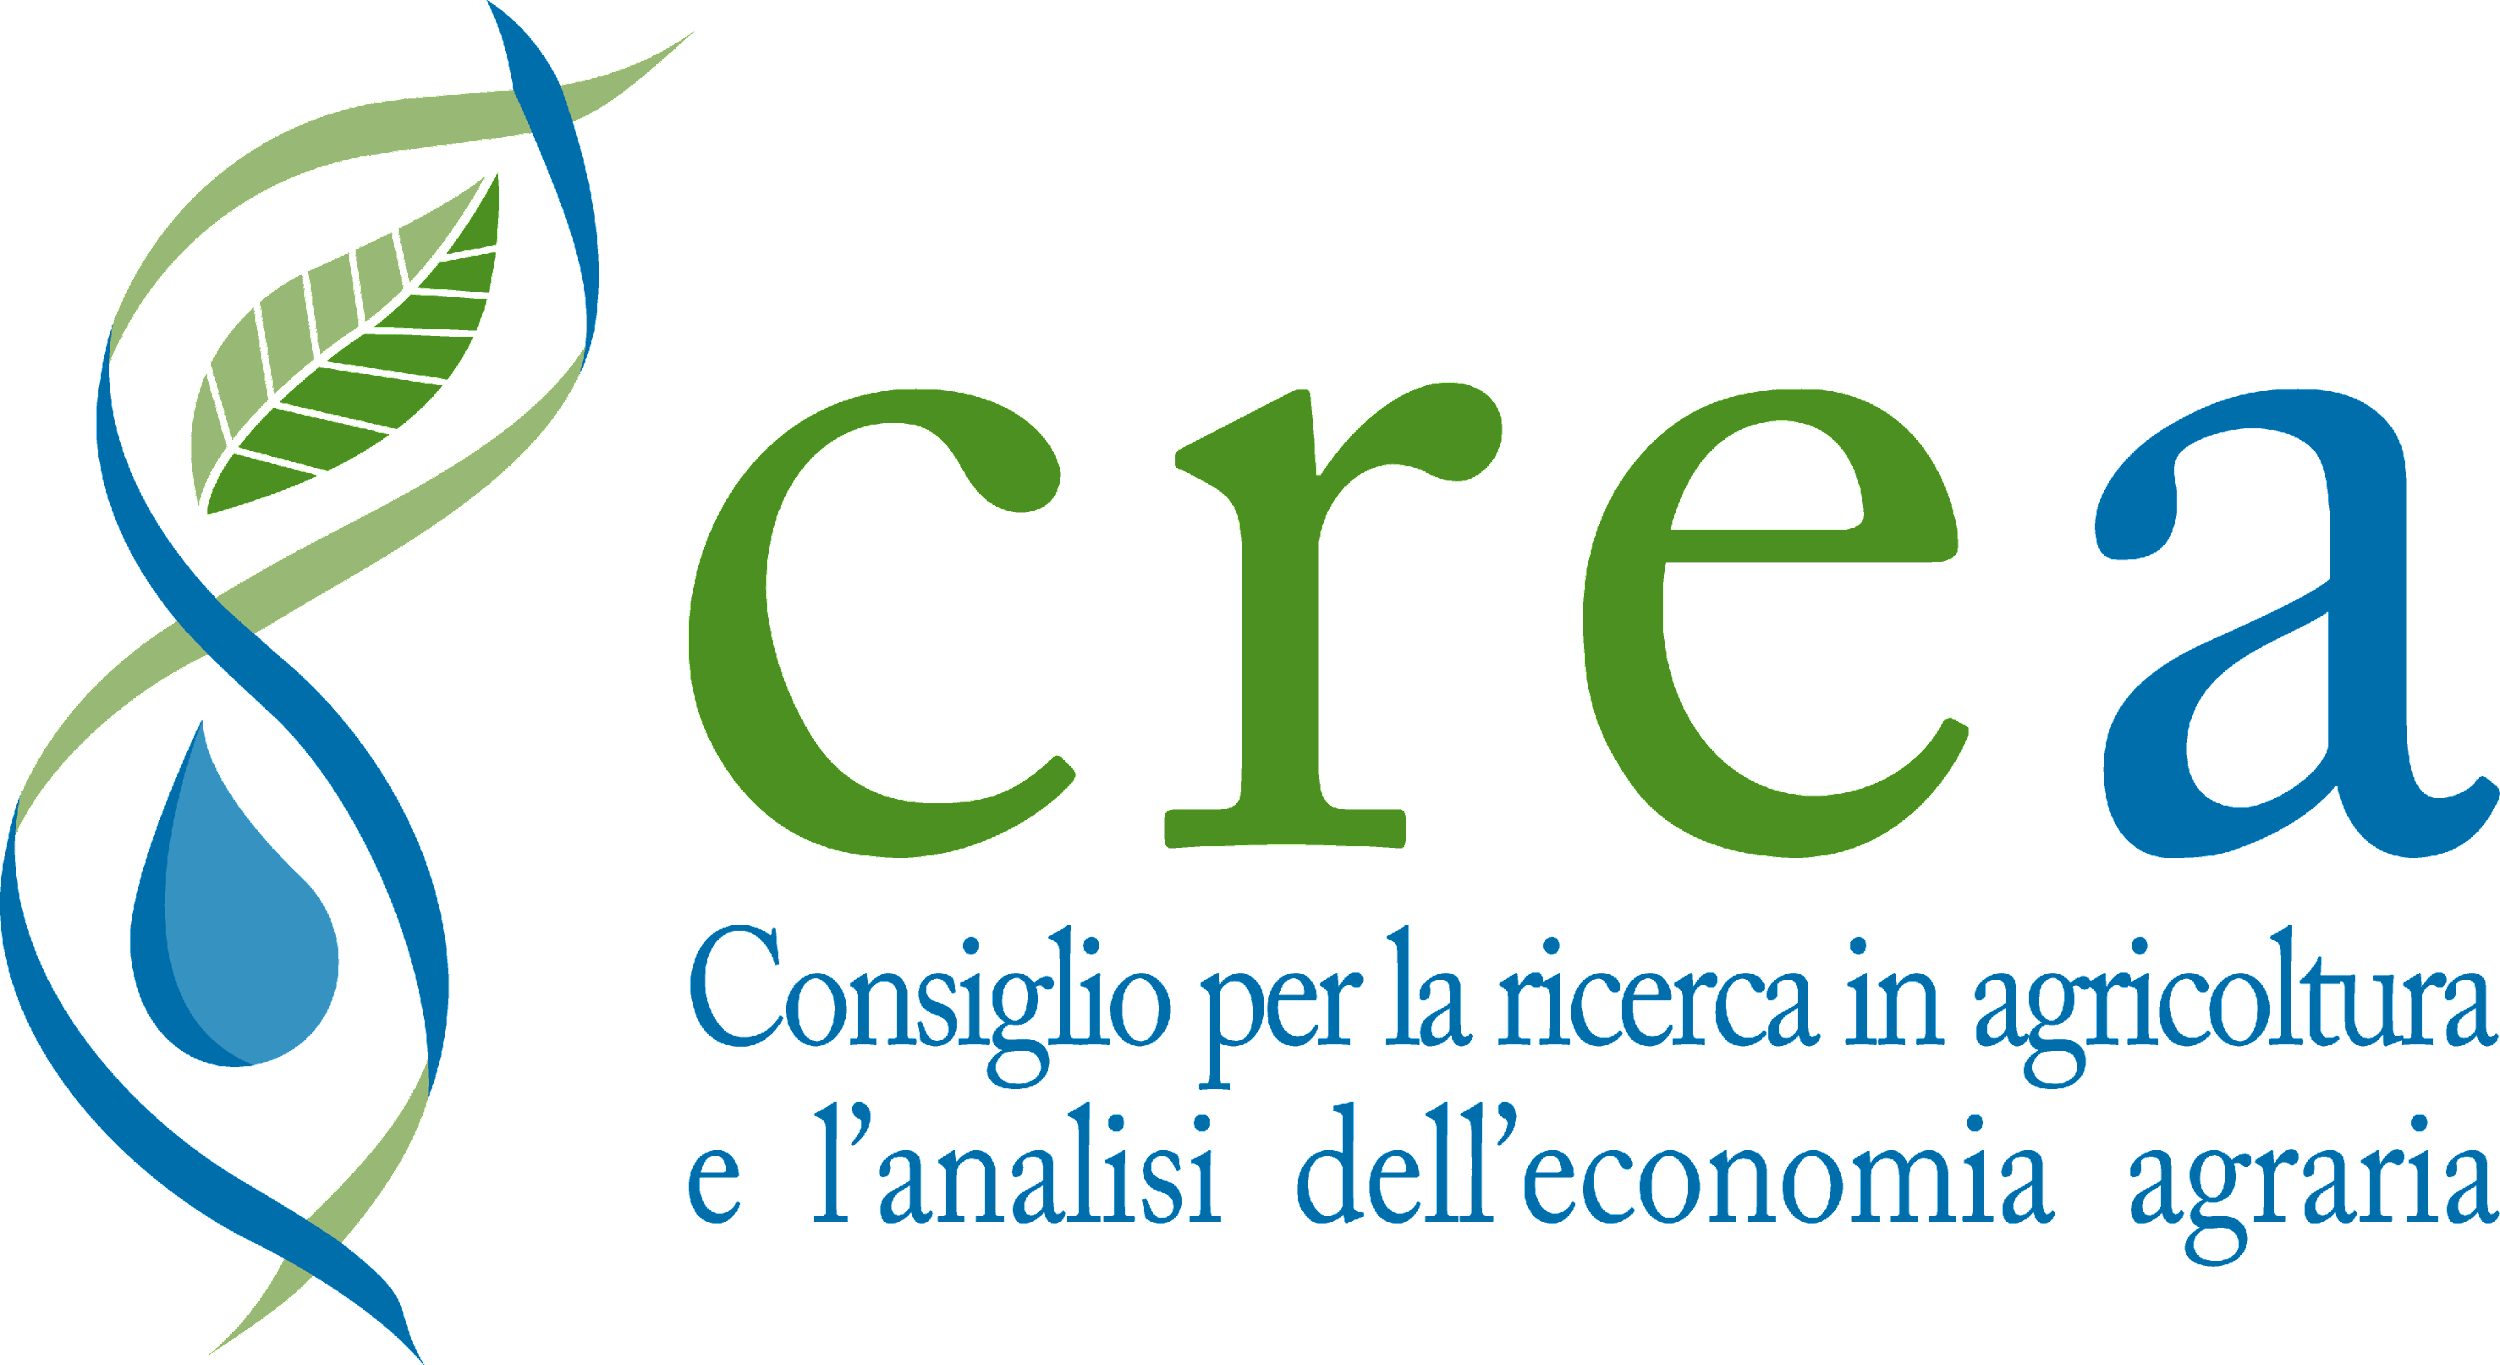 crea
Consiglio per la ricerca in agricoltura
e l’analisi dell’economia agraria